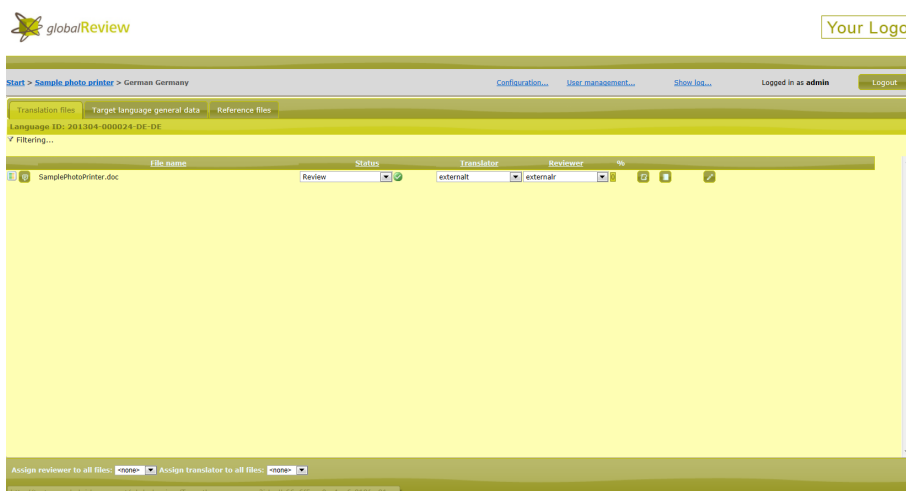 globalReview
Your Logo
Start > Sample photo printer > German Germany Configuration... User management... Show log... Logged in as admin Logout
Translation files Target language general data Reference files
Language ID: 201304-000024-DE-DE
Filtering...
File name Status Translator Reviewer %
SamplePhotoPrinter.doc Review externalt externalr
Assign reviewer to all files: <none> Assign translator to all files: <none>